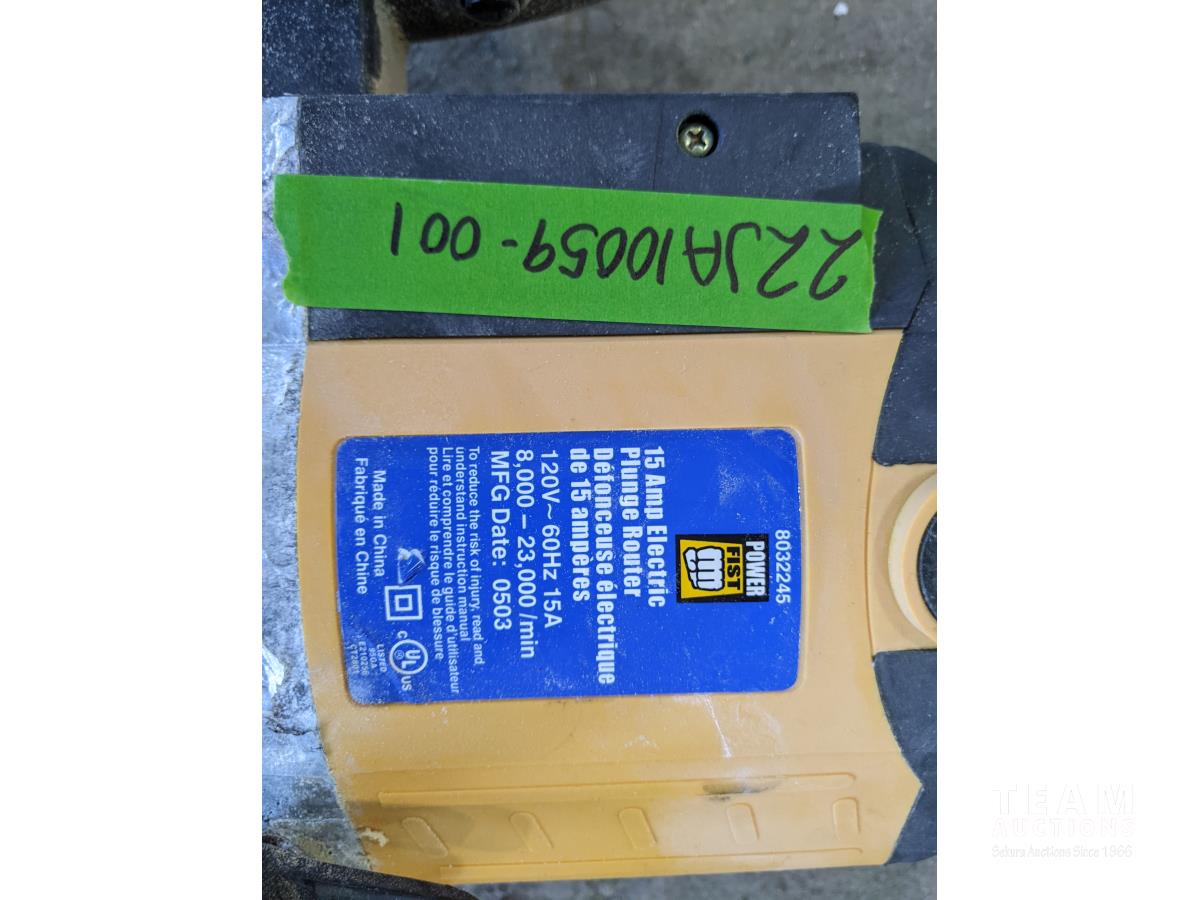 22JA10059-001
8032245
POWER
FIST
15 Amp Electric
Plunge Router
Défonceuse électrique
de 15 ampères
120V~ 60Hz 15A
8,000 – 23,000 /min
MFG Date: 0503
To reduce the risk of injury, read and
understand instruction manual
Lire et comprendre le guide d'utilisateur
pour réduire le risque de blessure
Made in China
Fabriqué en Chine
C UL US
®
LISTED
950A
E210236
TEAM
AUCTIONS
Sekura Auctions Since 1966